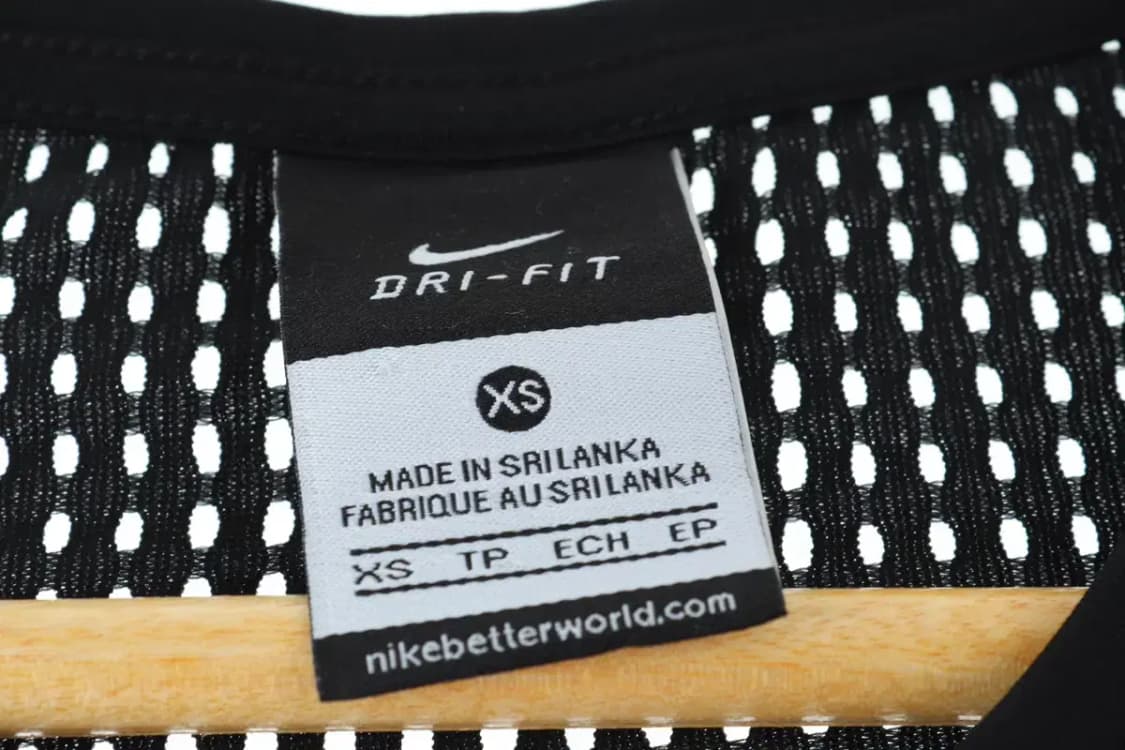 DRI-FIT
XS
MADE IN SRI LANKA
FABRIQUE AU SRI LANKA
XS TP ECH EP
nikebetterworld.com